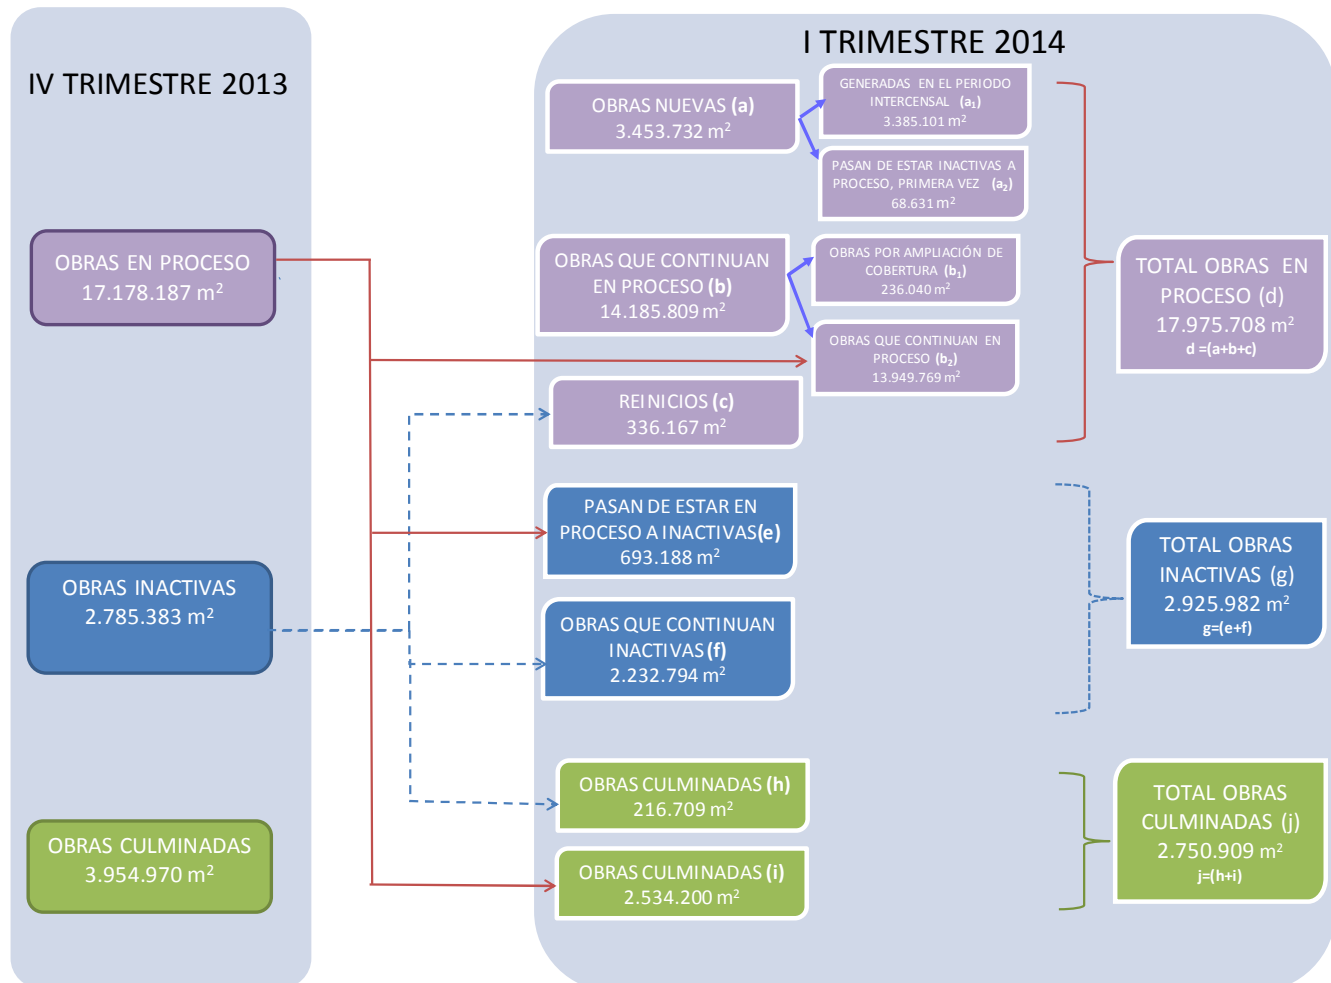 IV TRIMESTRE 2013
OBRAS EN PROCESO
17.178.187 m²
OBRAS INACTIVAS
2.785.383 m²
OBRAS CULMINADAS
3.954.970 m²
I TRIMESTRE 2014
OBRAS NUEVAS (a)
3.453.732 m²
GENERADAS EN EL PERIODO
INTERCENSAL (a₁)
3.385.101 m²
PASAN DE ESTAR INACTIVAS A
PROCESO, PRIMERA VEZ (a₂)
68.631 m²
OBRAS QUE CONTINUAN
EN PROCESO (b)
14.185.809 m²
OBRAS POR AMPLIACIÓN DE
COBERTURA (b₁)
236.040 m²
OBRAS QUE CONTINUAN EN
PROCESO (b₂)
13.949.769 m²
REINICIOS (c)
336.167 m²
TOTAL OBRAS EN
PROCESO (d)
17.975.708 m²
d =(a+b+c)
PASAN DE ESTAR EN
PROCESO A INACTIVAS(e)
693.188 m²
OBRAS QUE CONTINUAN
INACTIVAS (f)
2.232.794 m²
TOTAL OBRAS
INACTIVAS (g)
2.925.982 m²
g=(e+f)
OBRAS CULMINADAS (h)
216.709 m²
OBRAS CULMINADAS (i)
2.534.200 m²
TOTAL OBRAS
CULMINADAS (j)
2.750.909 m²
j=(h+i)